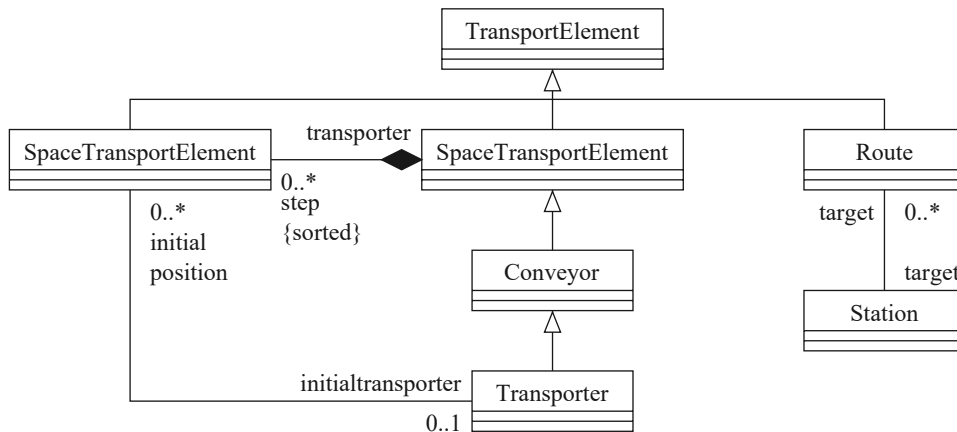 TransportElement
transporter
SpaceTransportElement
SpaceTransportElement
Route
0..*
step
{sorted}
0..*
initial
position
target
0..*
Conveyor
target
Station
initialtransporter
0..1
Transporter